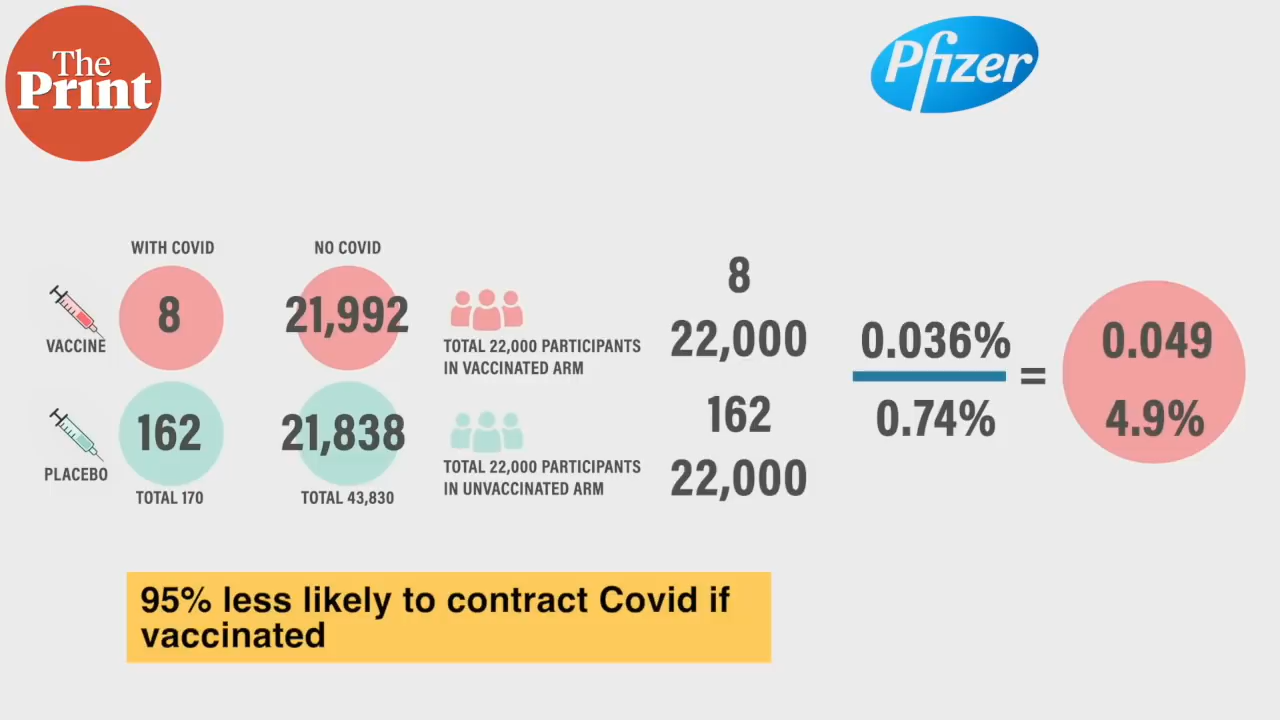 The
Print
Pfizer
WITH COVID
NO COVID
8
21,992
VACCINE
TOTAL 22,000 PARTICIPANTS
IN VACCINATED ARM
162
21,838
PLACEBO
TOTAL 22,000 PARTICIPANTS
IN UNVACCINATED ARM
TOTAL 170
TOTAL 43,830
8
22,000
162
22,000
0.036%
0.74%
=
0.049
4.9%
95% less likely to contract Covid if
vaccinated